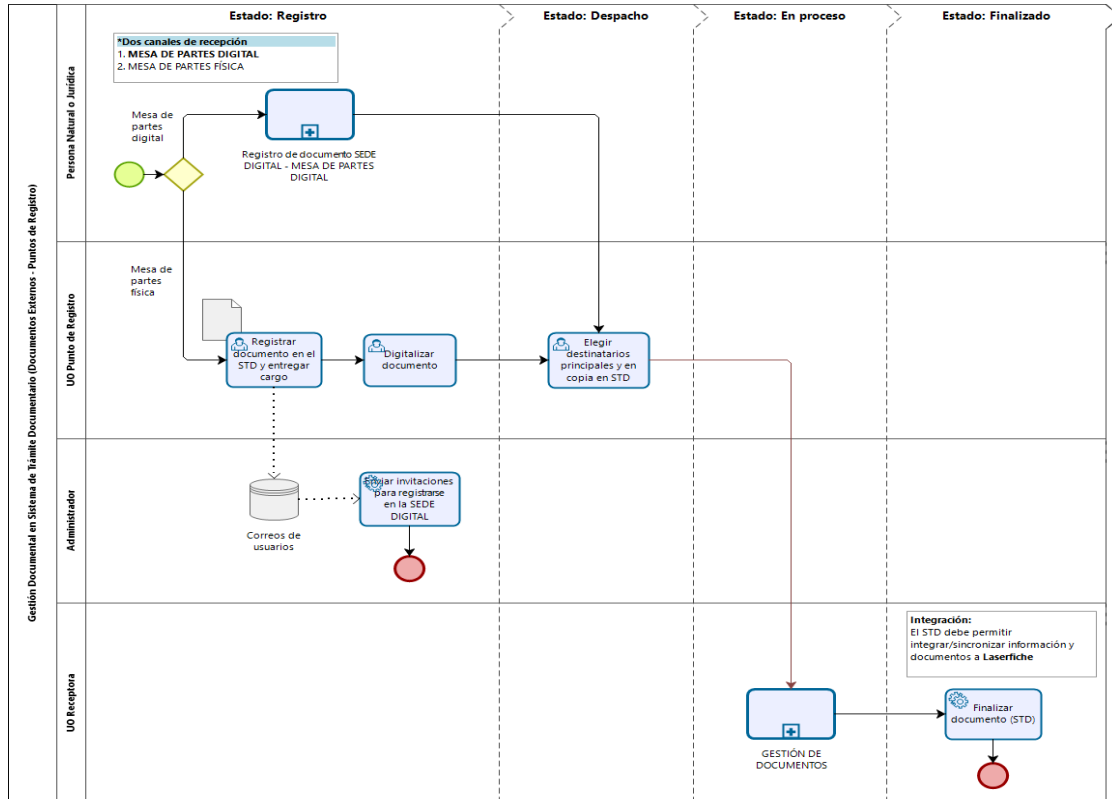 Gestión Documental en Sistema de Trámite Documentario (Documentos Externos - Puntos de Registro)
Estado: Registro
Estado: Despacho
Estado: En proceso
Estado: Finalizado
Persona Natural o Jurídica
*Dos canales de recepción
1. MESA DE PARTES DIGITAL
2. MESA DE PARTES FÍSICA
Mesa de
partes
digital
Registro de documento SEDE
DIGITAL - MESA DE PARTES
DIGITAL
UO Punto de Registro
Mesa de
partes
física
Registrar
documento en el
STD y entregar
cargo
Digitalizar
documento
Elegir
destinatarios
principales y en
copia en STD
Administrador
Correos de
usuarios
Enviar invitaciones
para registrarse
en la SEDE
DIGITAL
UO Receptora
Integración:
El STD debe permitir
integrar/sincronizar información y
documentos a Laserfiche
GESTIÓN DE
DOCUMENTOS
Finalizar
documento (STD)